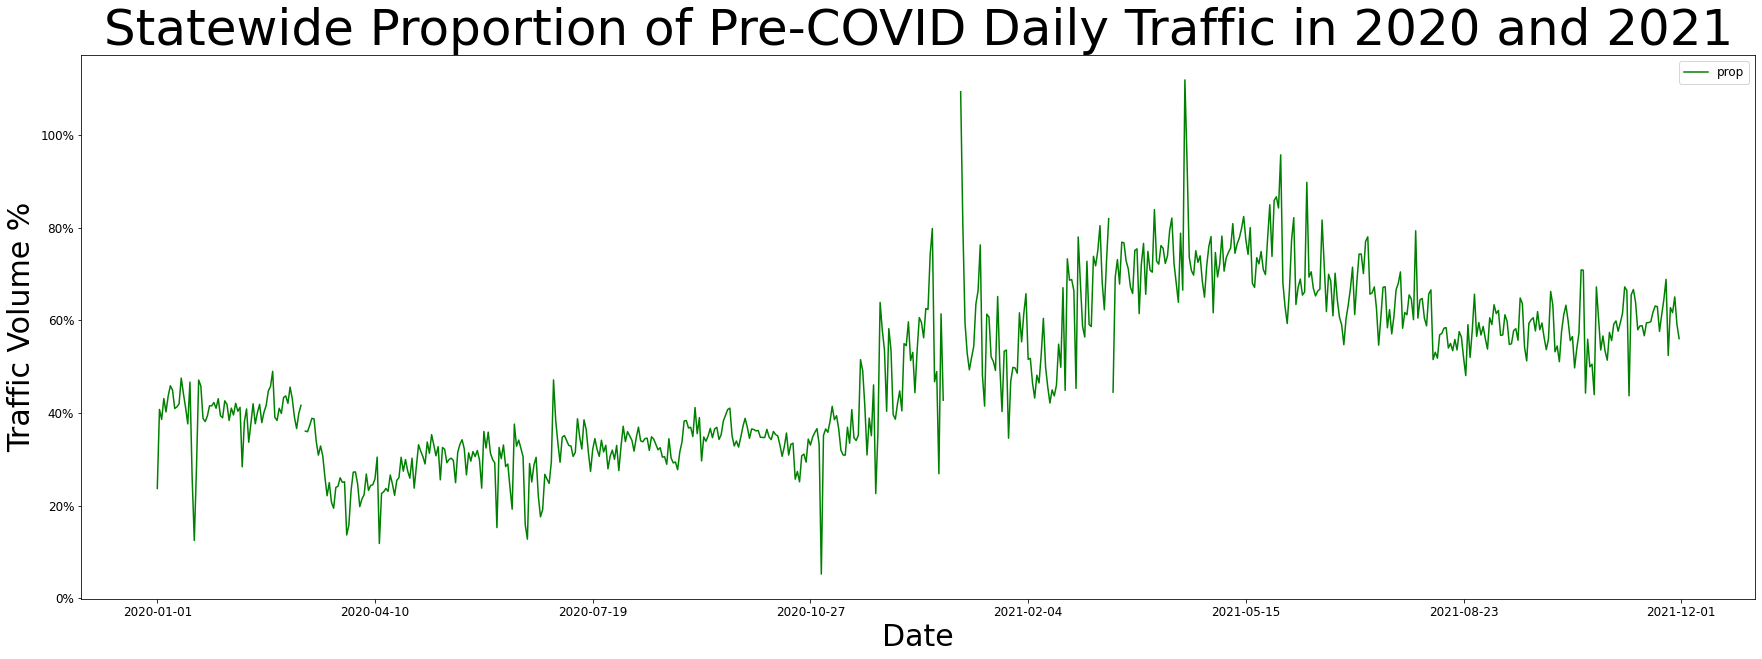 Statewide Proportion of Pre-COVID Daily Traffic in 2020 and 2021
prop
Traffic Volume %
100%
80%
60%
40%
20%
0%
2020-01-01 2020-04-10 2020-07-19 2020-10-27 2021-02-04 2021-05-15 2021-08-23 2021-12-01
Date